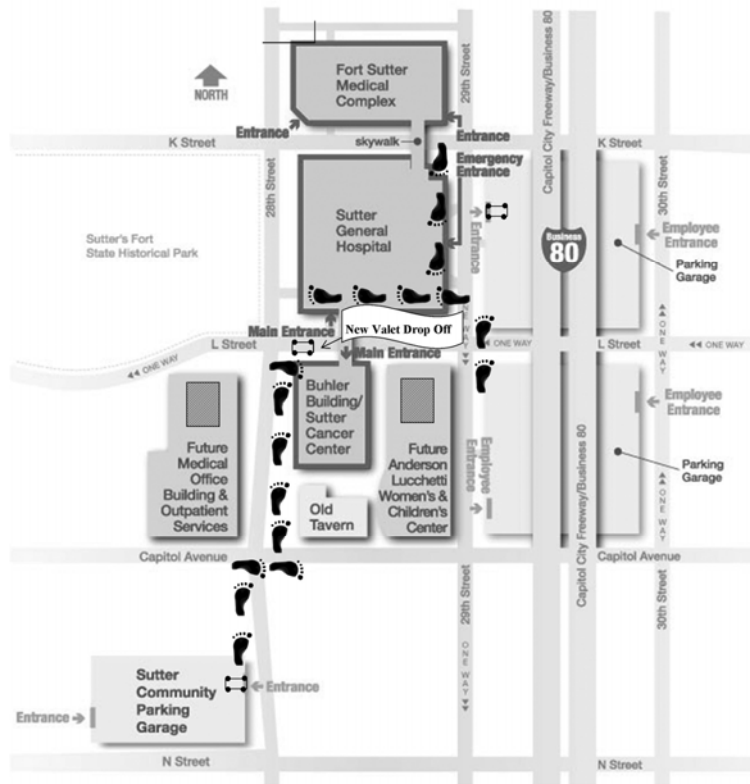 Fort Sutter
Medical
Complex
NORTH
29th Street
Capitol City Freeway/Business 80
Entrance
Entrance
K Street
skywalk
K Street
Emergency
Entrance
28th Street
30th Street
Sutter's Fort
State Historical Park
Sutter
General
Hospital
Entrance
Business
80
Employee
Entrance
Parking
Garage
Main Entrance
New Valet Drop Off
L Street
Main Entrance
ONE WAY
ONE WAY
ONE WAY
L Street
ONE WAY
ONE WAY
Buhler
Building/
Sutter
Cancer
Center
Future
Medical
Office
Building &
Outpatient
Services
Future
Anderson
Lucchetti
Women's &
Children's
Center
Employee
Entrance
Employee
Entrance
Parking
Garage
Old
Tavern
ONE WAY
Capitol City Freeway/Business 80
Capitol Avenue
Capitol Avenue
29th Street
30th Street
ONE WAY
Sutter
Community
Parking
Garage
Entrance
Entrance
N Street
N Street